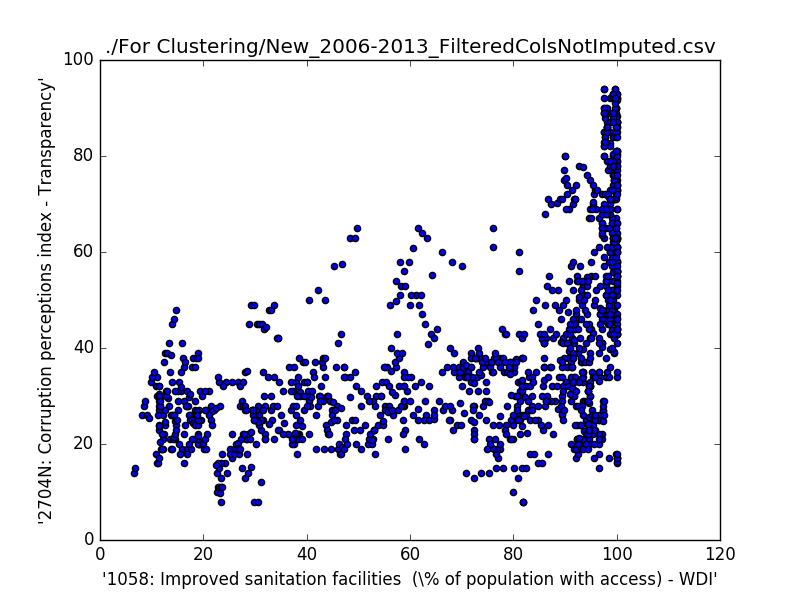 ./For Clustering/New_2006-2013_FilteredColsNotImputed.csv
100
80
60
40
20
0
'2704N: Corruption perceptions index - Transparency'
0 20 40 60 80 100 120
'1058: Improved sanitation facilities  (\% of population with access) - WDI'